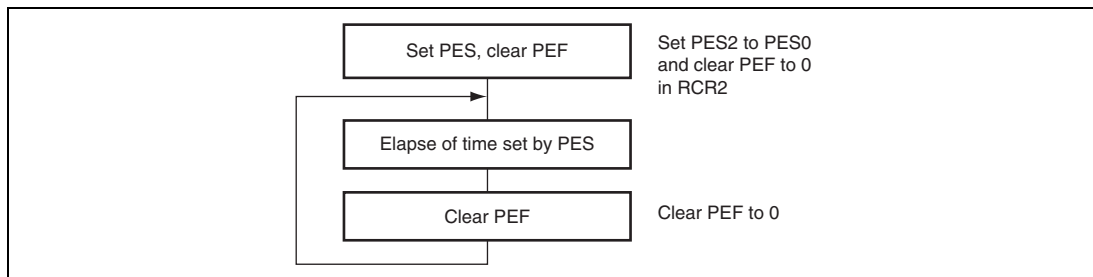 Set PES, clear PEF
Set PES2 to PES0
and clear PEF to 0
in RCR2
Elapse of time set by PES
Clear PEF
Clear PEF to 0